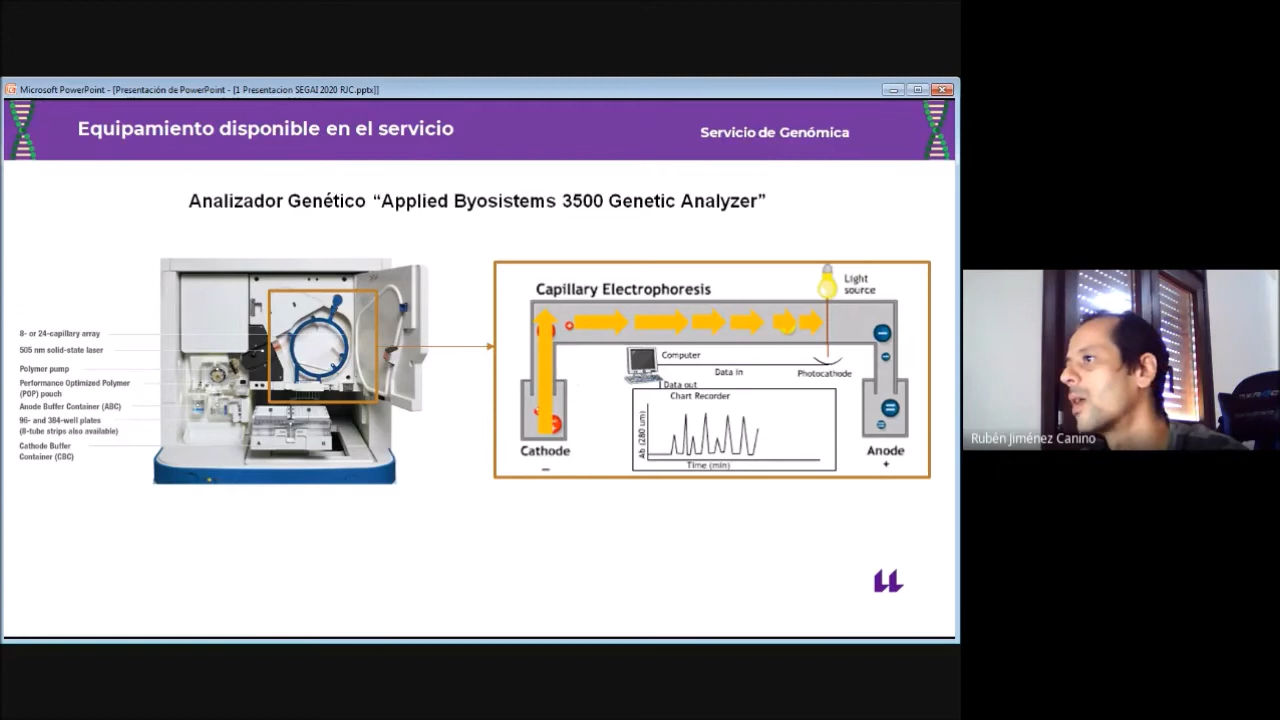 Microsoft PowerPoint - [Presentación de PowerPoint - [1 Presentacion SEGAI 2020 RJC.pptx]]
Equipamiento disponible en el servicio
Servicio de Genómica
Analizador Genético “Applied Byosistems 3500 Genetic Analyzer”
8- or 24-capillary array
505 nm solid-state laser
Polymer pump
Performance Optimized Polymer
(POP) pouch
Anode Buffer Container (ABC)
96- and 384-well plates
(8-tube strips also available)
Cathode Buffer
Container (CBC)
Capillary Electrophoresis
Light
source
Computer
Data in
Photocathode
Data out
Chart Recorder
Ab (280 um)
Time (min)
Cathode
–
Anode
+
Rubén Jiménez Canino